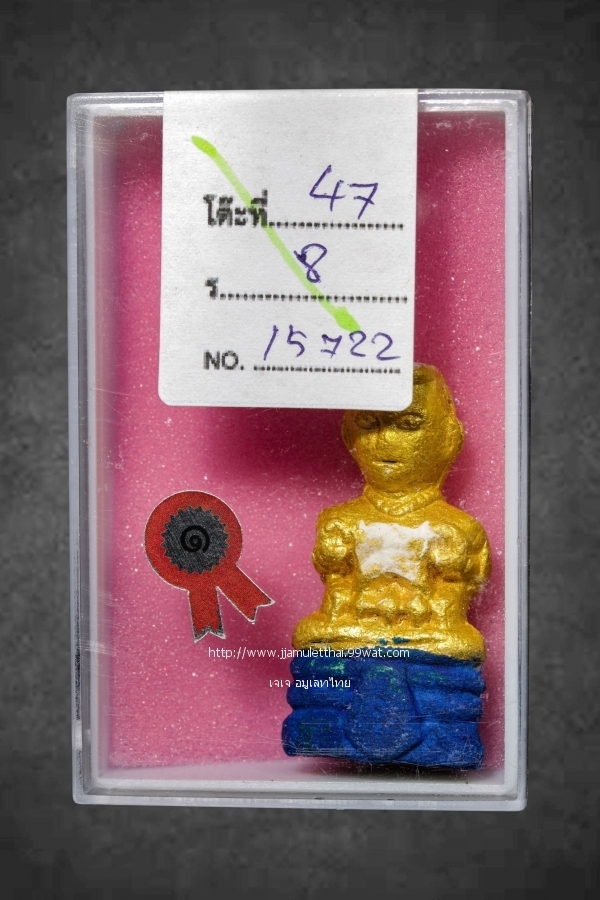 โต๊ะที่ 47
ร 8
NO. 15722
๑
http://www.jjamuletthai.99wat.com
เจเจ อมูเลทไทย